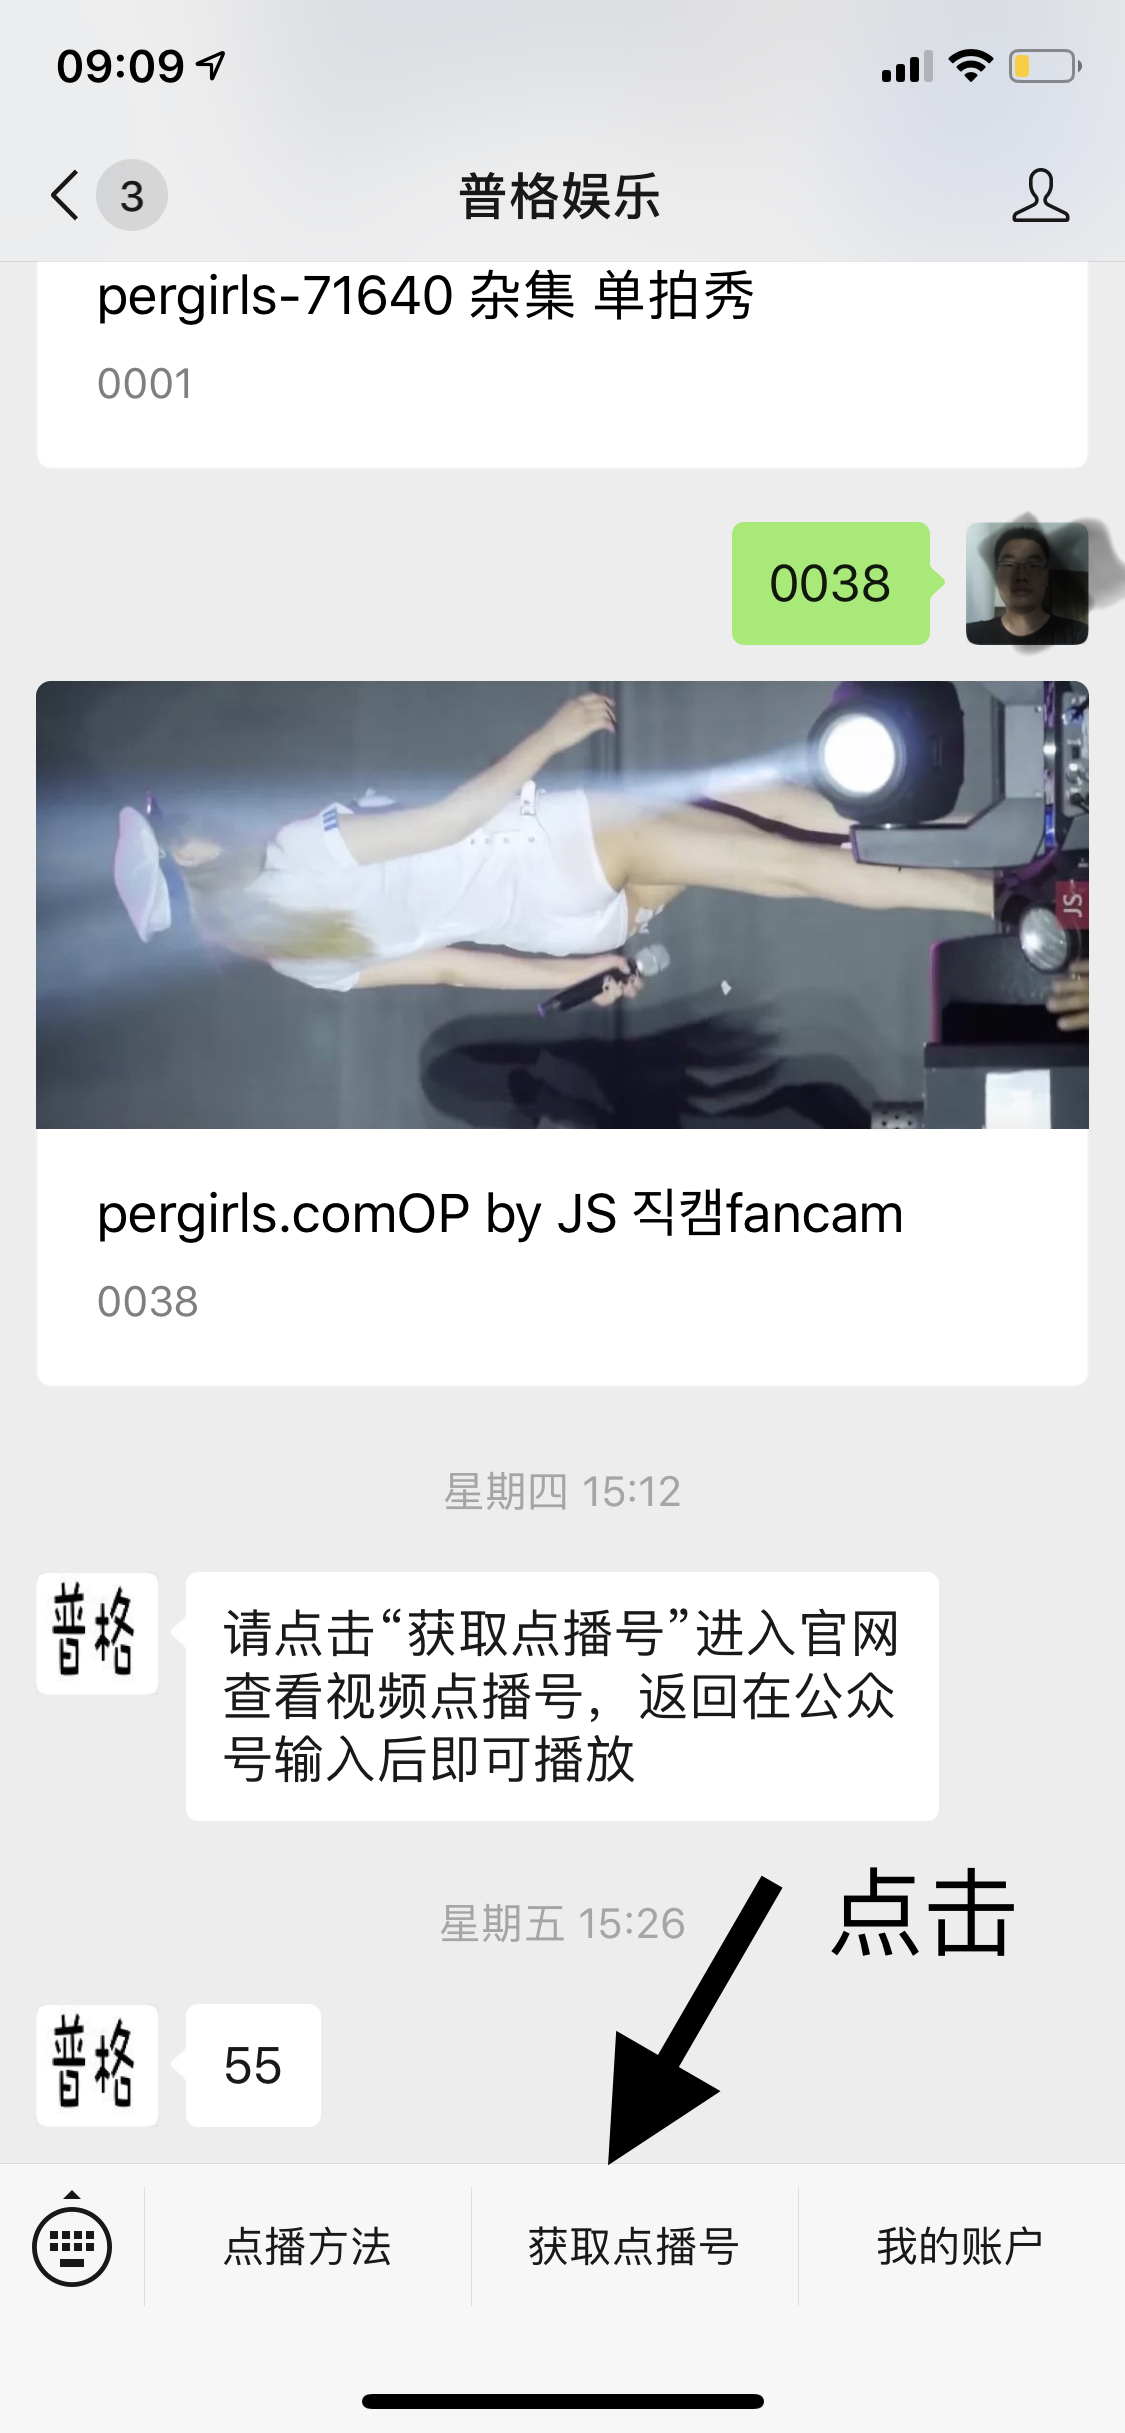 09:09
3
普格娱乐
pergirls-71640 杂集 单拍秀
0001
0038
JS
pergirls.comOP by JS 직캠fancam
0038
星期四 15:12
普格
请点击“获取点播号”进入官网
查看视频点播号，返回在公众
号输入后即可播放
点击
星期五 15:26
普格
55
点播方法
获取点播号
我的账户